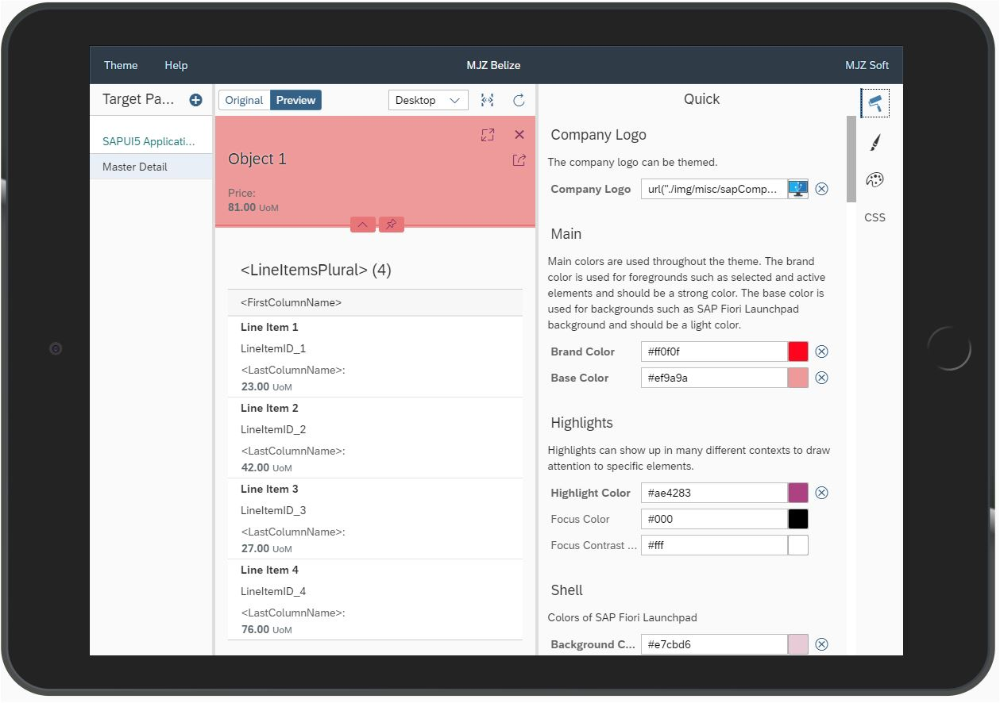 Theme
Help
MJZ Belize
MJZ Soft
Target Pa...
SAPUI5 Applicati...
Master Detail
Original
Preview
Desktop
Object 1
Price:
81.00 UoM
<LineItemsPlural> (4)
<FirstColumnName>
Line Item 1
LineItemID_1
<LastColumnName>:
23.00 UoM
Line Item 2
LineItemID_2
<LastColumnName>:
42.00 UoM
Line Item 3
LineItemID_3
<LastColumnName>:
27.00 UoM
Line Item 4
LineItemID_4
<LastColumnName>:
76.00 UoM
Quick
Company Logo
The company logo can be themed.
Company Logo
url("./img/misc/sapComp...
Main
Main colors are used throughout the theme. The brand
color is used for foregrounds such as selected and active
elements and should be a strong color. The base color is
used for backgrounds such as SAP Fiori Launchpad
background and should be a light color.
Brand Color
#ff0f0f
Base Color
#ef9a9a
Highlights
Highlights can show up in many different contexts to draw
attention to specific elements.
Highlight Color
#ae4283
Focus Color
#000
Focus Contrast ...
#fff
Shell
Colors of SAP Fiori Launchpad
Background C...
#e7cbd6
CSS